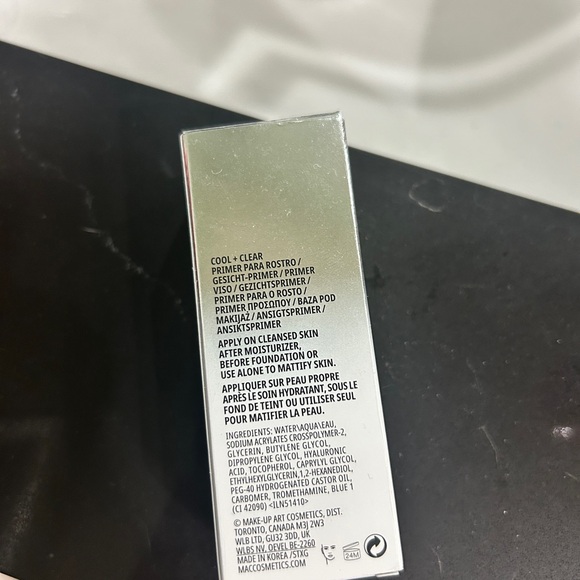 COOL + CLEAR
PRIMER PARA ROSTRO /
GESICHT-PRIMER / PRIMER
VISO / GEZICHTSPRIMER /
PRIMER PARA O ROSTO /
PRIMER ΠΡΟΣΩΠΟΥ / BAZA POD
MAKIJAŻ / ANSIGTSPRIMER /
ANSIKTSPRIMER
APPLY ON CLEANSED SKIN
AFTER MOISTURIZER,
BEFORE FOUNDATION OR
USE ALONE TO MATTIFY SKIN.
APPLIQUER SUR PEAU PROPRE
APRÈS LE SOIN HYDRATANT, SOUS LE
FOND DE TEINT OU UTILISER SEUL
POUR MATIFIER LA PEAU.
INGREDIENTS: WATER\AQUA\EAU,
SODIUM ACRYLATES CROSSPOLYMER-2,
GLYCERIN, BUTYLENE GLYCOL,
DIPROPYLENE GLYCOL, HYALURONIC
ACID, TOCOPHEROL, CAPRYLYL GLYCOL,
ETHYLHEXYLGLYCERIN, 1,2-HEXANEDIOL,
PEG-40 HYDROGENATED CASTOR OIL,
CARBOMER, TROMETHAMINE, BLUE 1
(CI 42090) <ILN51410>
© MAKE-UP ART COSMETICS, DIST.
TORONTO, CANADA M3J 2W3
WLB LTD, GU32 3DD, UK
WLBS NV, OEVEL BE-2260
MADE IN KOREA /STXG
MACCOSMETICS.COM
24M